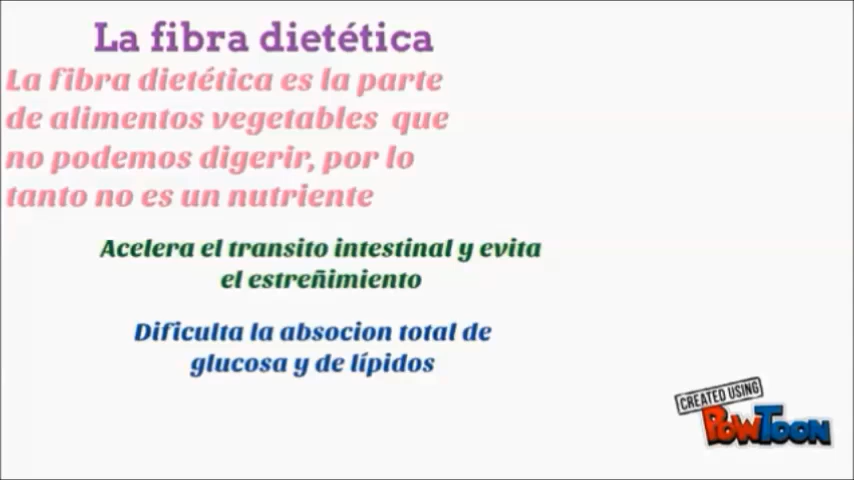 La fibra dietética
La fibra dietética es la parte
de alimentos vegetables que
no podemos digerir, por lo
tanto no es un nutriente
Acelera el transito intestinal y evita
el estreñimiento
Dificulta la absocion total de
glucosa y de lípidos
CREATED USING
POWTOON